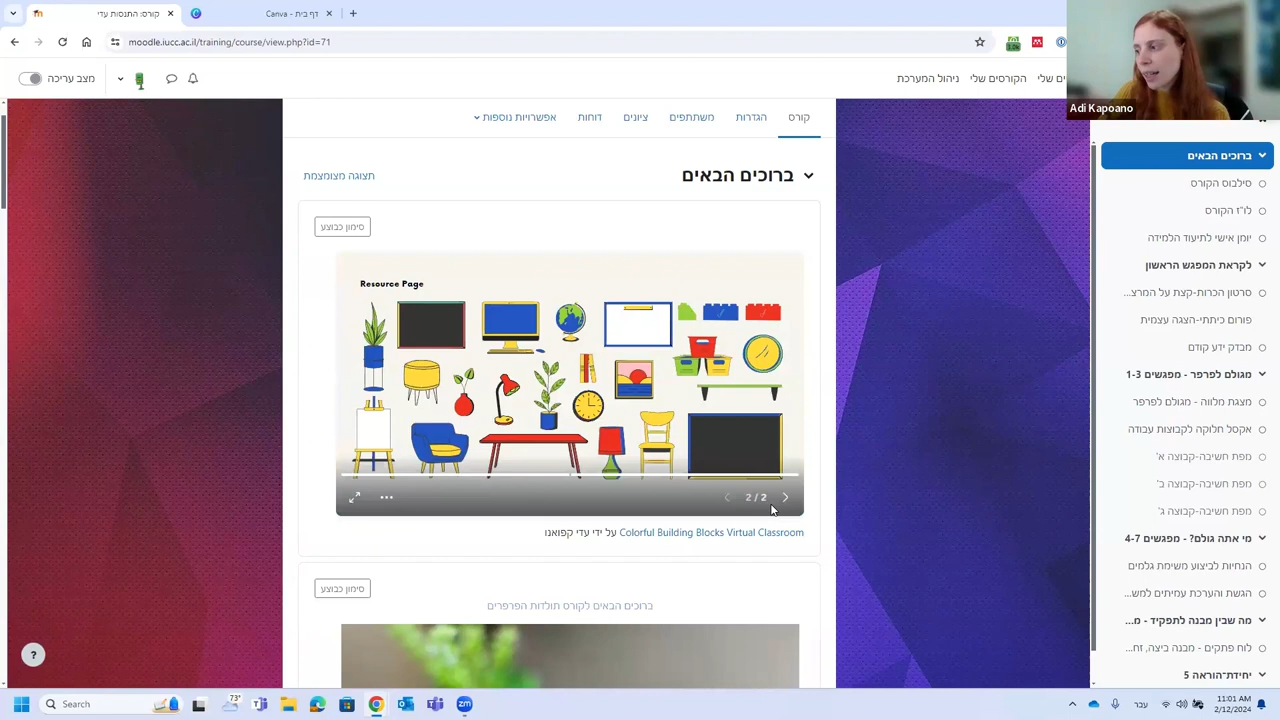 קורס: התנסות עדי
Canva - דף בית
moodle.iucc.ac.il/training/course/view.php?id=71
Adi Kapoano
הקורסים שלי
ניהול המערכת
מצב עריכה
קורס
הגדרות
משתתפים
ציונים
דוחות
אפשרויות נוספות
ברוכים הבאים
תצוגה מצומצמת
סימון כבוצע
Resource Page
2 / 2
Colorful Building Blocks Virtual Classroom על ידי עדי קפואנו
סימון כבוצע
ברוכים הבאים לקורס תולדות הפרפרים
?
ברוכים הבאים
סילבוס הקורס
לו"ז הקורס
יומן אישי לתיעוד הלמידה
לקראת המפגש הראשון
סרטון הכרות-קצת על המרצ...
פורום כיתתי-הצגה עצמית
מבדק ידע קודם
מגולם לפרפר - מפגשים 1-3
מצגת מלווה - מגולם לפרפר
אקסל חלוקה לקבוצות עבודה
מפת חשיבה-קבוצה א'
מפת חשיבה-קבוצה ב'
מפת חשיבה-קבוצה ג'
מי אתה גולם? - מפגשים 4-7
הנחיות לביצוע משימת גלמים
הגשת והערכת עמיתים למש...
מה שבין מבנה לתפקיד - מ...
לוח פתקים - מבנה ביצה, זח...
יחידת־הוראה 5
Search
73°
עבר
11:01 AM
2/12/2024